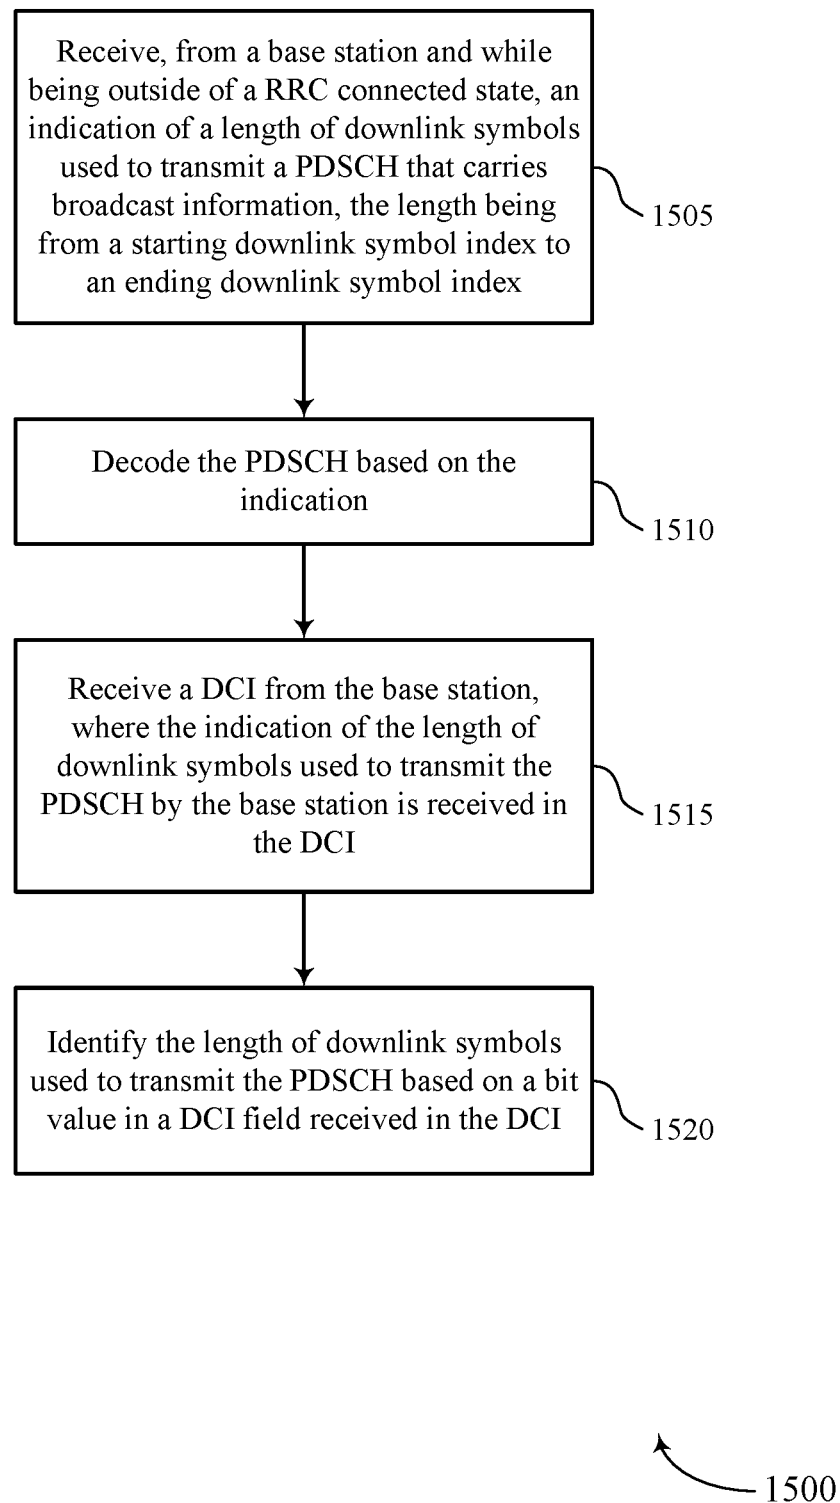 Receive, from a base station and while
being outside of a RRC connected state, an
indication of a length of downlink symbols
used to transmit a PDSCH that carries
broadcast information, the length being
from a starting downlink symbol index to
an ending downlink symbol index
1505
Decode the PDSCH based on the
indication
1510
Receive a DCI from the base station,
where the indication of the length of
downlink symbols used to transmit the
PDSCH by the base station is received in
the DCI
1515
Identify the length of downlink symbols
used to transmit the PDSCH based on a bit
value in a DCI field received in the DCI
1520
1500